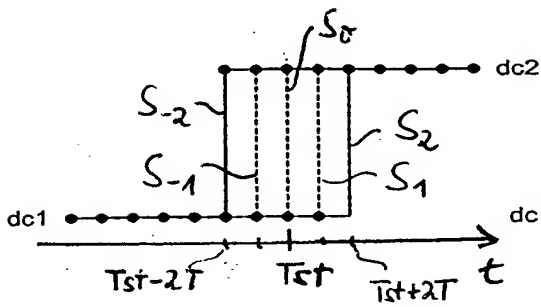 S₀
dc2
S₋₂
S₂
S₋₁
S₁
dc1
dc
Tst-2T
Tst
Tst+2T
t